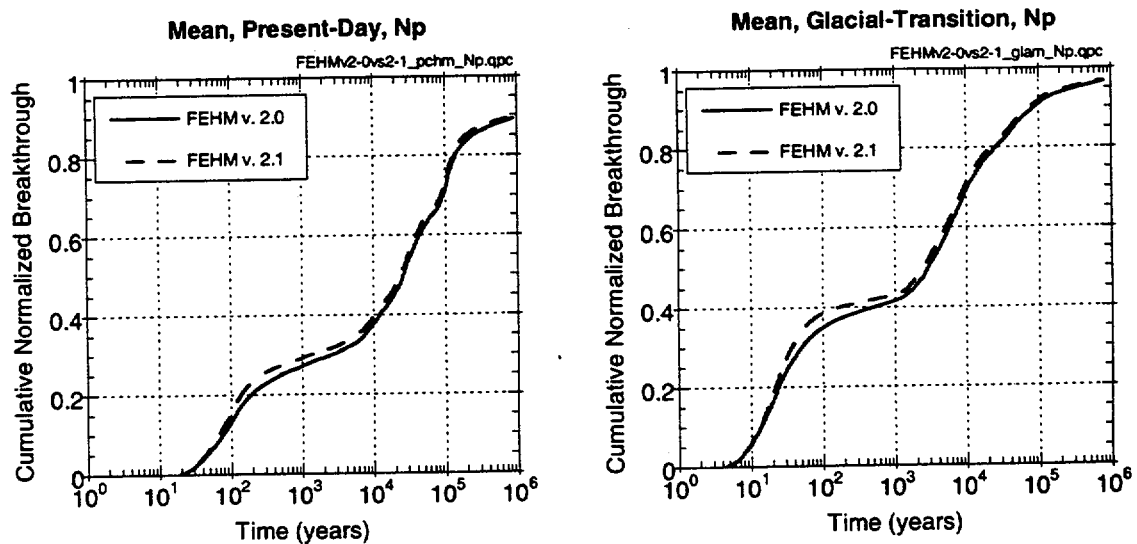 Mean, Present-Day, Np
FEHMv2-0vs2-1_pchm_Np.qpc
FEHM v. 2.0
FEHM v. 2.1
Cumulative Normalized Breakthrough
1
0.8
0.6
0.4
0.2
0
10^0 10^1 10^2 10^3 10^4 10^5 10^6
Time (years)
Mean, Glacial-Transition, Np
FEHMv2-0vs2-1_glam_Np.qpc
FEHM v. 2.0
FEHM v. 2.1
Cumulative Normalized Breakthrough
1
0.8
0.6
0.4
0.2
0
10^0 10^1 10^2 10^3 10^4 10^5 10^6
Time (years)